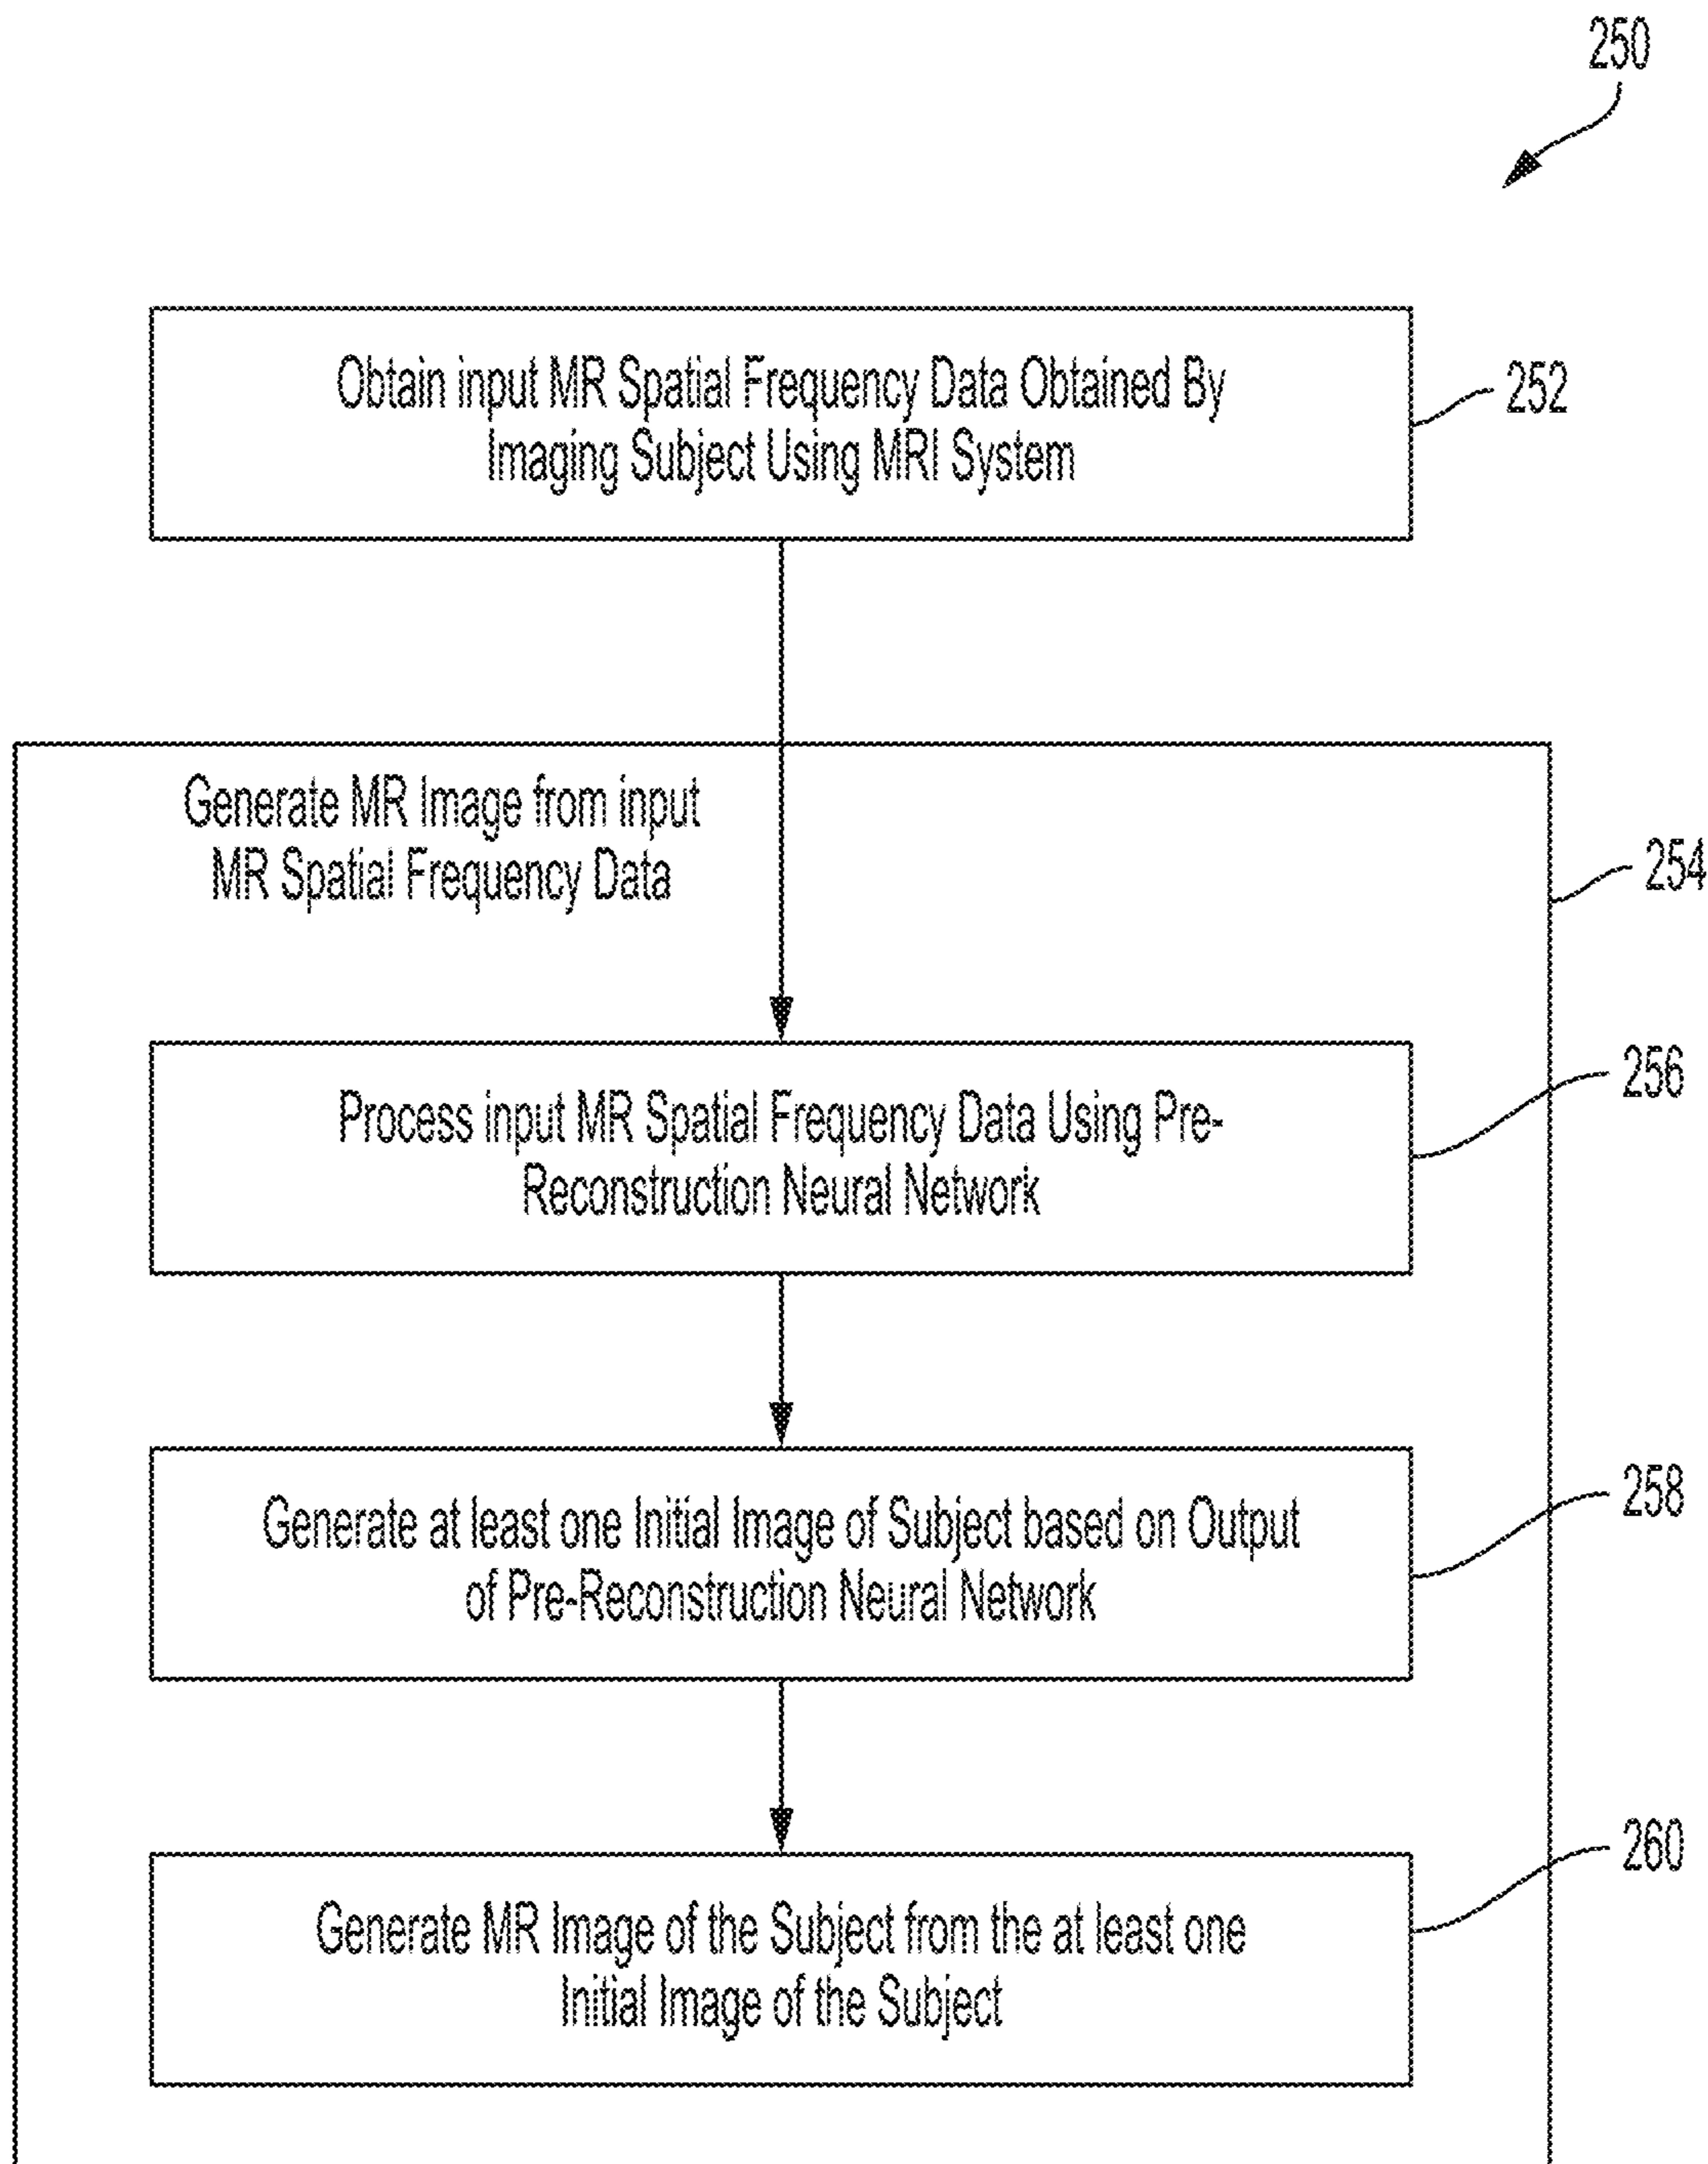 250
Obtain input MR Spatial Frequency Data Obtained By
Imaging Subject Using MRI System
252
Generate MR Image from input
MR Spatial Frequency Data
254
Process input MR Spatial Frequency Data Using Pre-
Reconstruction Neural Network
256
Generate at least one Initial Image of Subject based on Output
of Pre-Reconstruction Neural Network
258
Generate MR Image of the Subject from the at least one
Initial Image of the Subject
260